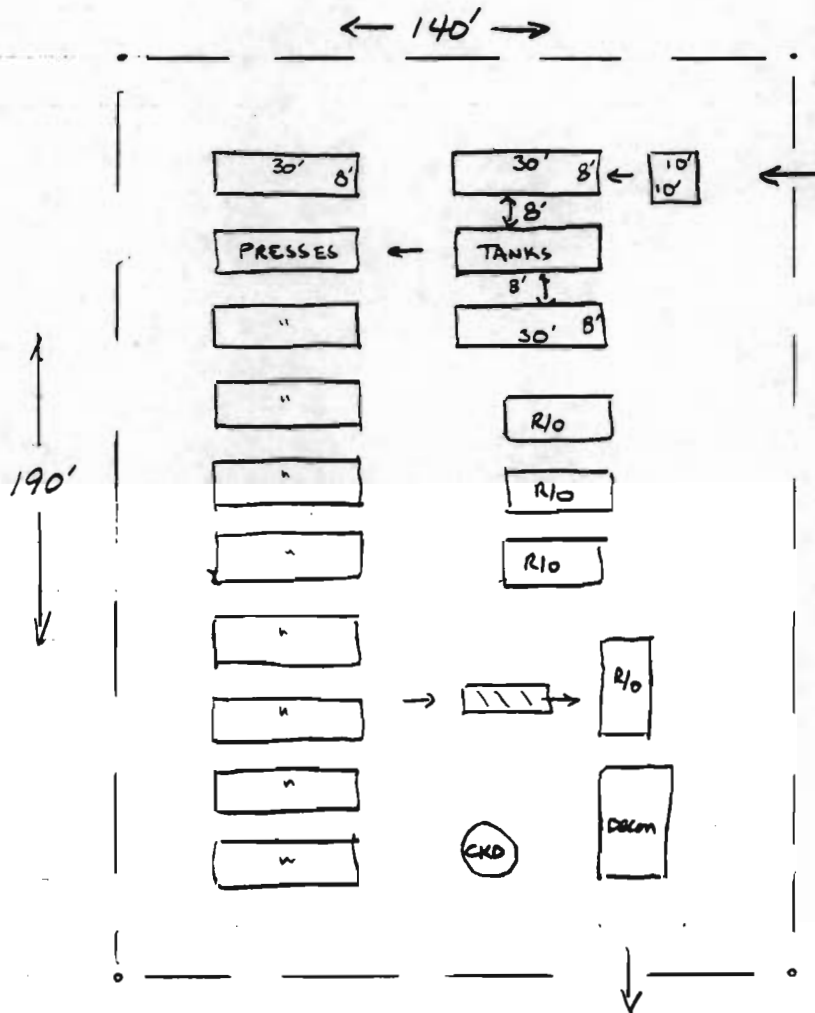 140'
30' 8' 30' 8' 10'
10'
8'
PRESSES TANKS
8'
" 30' 8'
" R/O
190'
" R/O
" R/O
"
R/O
"
"
Decon
" CKD